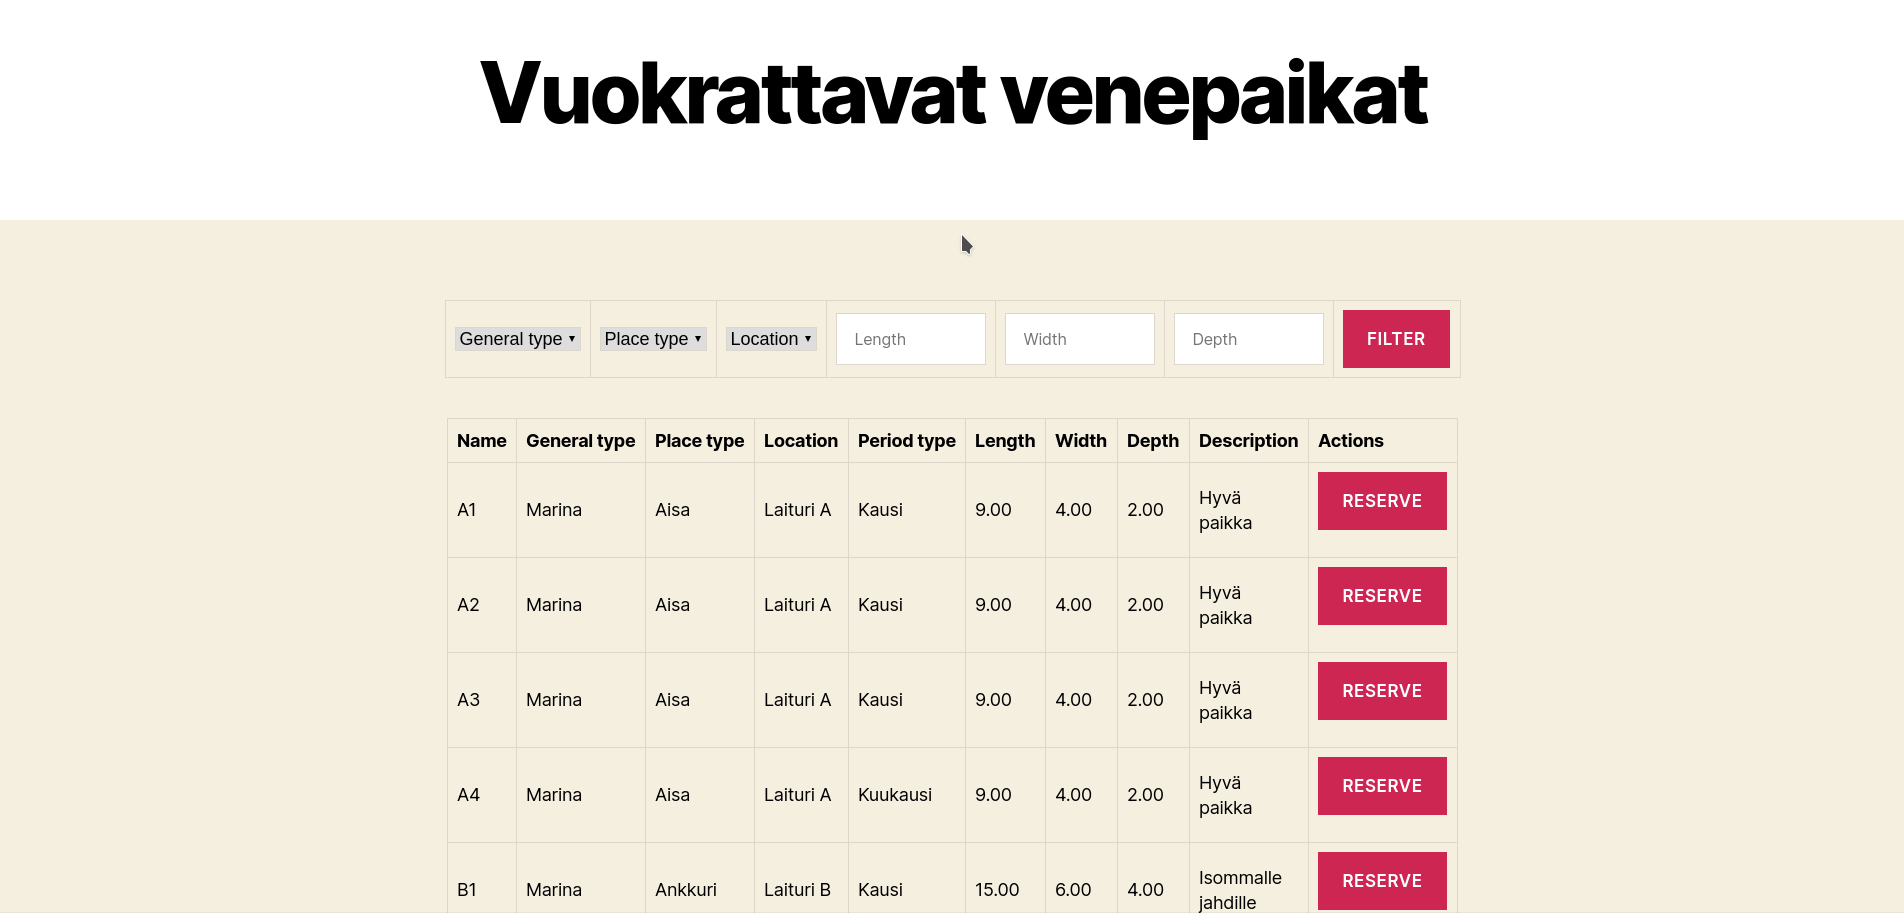 Vuokrattavat venepaikat
General type ▾ Place type ▾ Location ▾ Length Width Depth FILTER
Name General type Place type Location Period type Length Width Depth Description Actions
A1 Marina Aisa Laituri A Kausi 9.00 4.00 2.00 Hyvä paikka RESERVE
A2 Marina Aisa Laituri A Kausi 9.00 4.00 2.00 Hyvä paikka RESERVE
A3 Marina Aisa Laituri A Kausi 9.00 4.00 2.00 Hyvä paikka RESERVE
A4 Marina Aisa Laituri A Kuukausi 9.00 4.00 2.00 Hyvä paikka RESERVE
B1 Marina Ankkuri Laituri B Kausi 15.00 6.00 4.00 Isommalle jahdille RESERVE